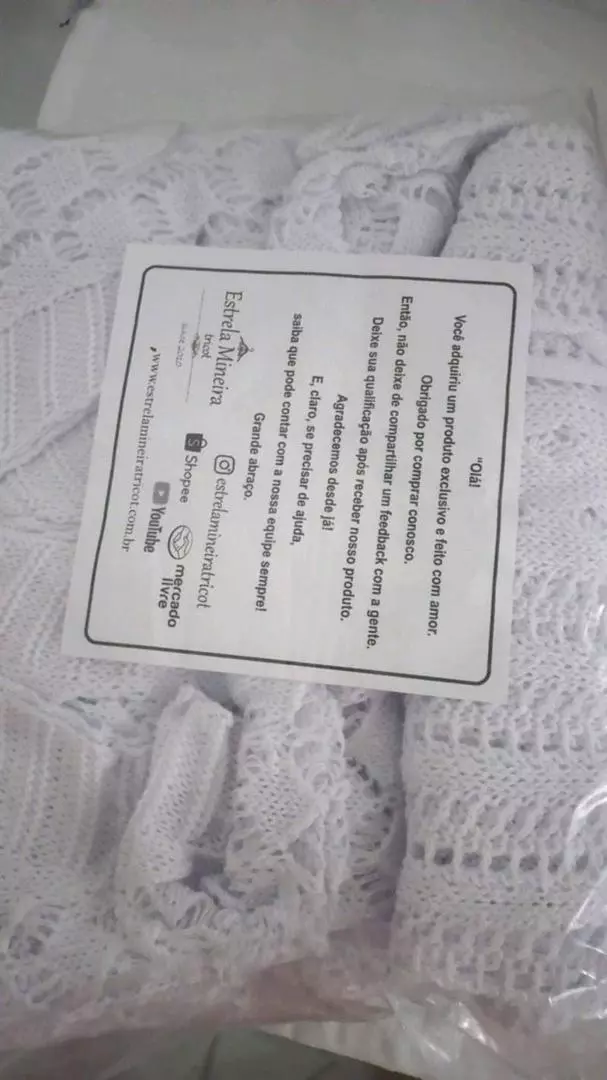 "Olá!
Você adquiriu um produto exclusivo e feito com amor.
Obrigado por comprar conosco.
Então, não deixe de compartilhar um feedback com a gente.
Deixe sua qualificação após receber nosso produto.
Agradecemos desde já!
E, claro, se precisar de ajuda,
saiba que pode contar com a nossa equipe sempre!
Grande abraço.
Estrela Mineira
tricot
estrelamineiratricot
Shopee
mercado
livre
YouTube
www.estrelamineiratricot.com.br